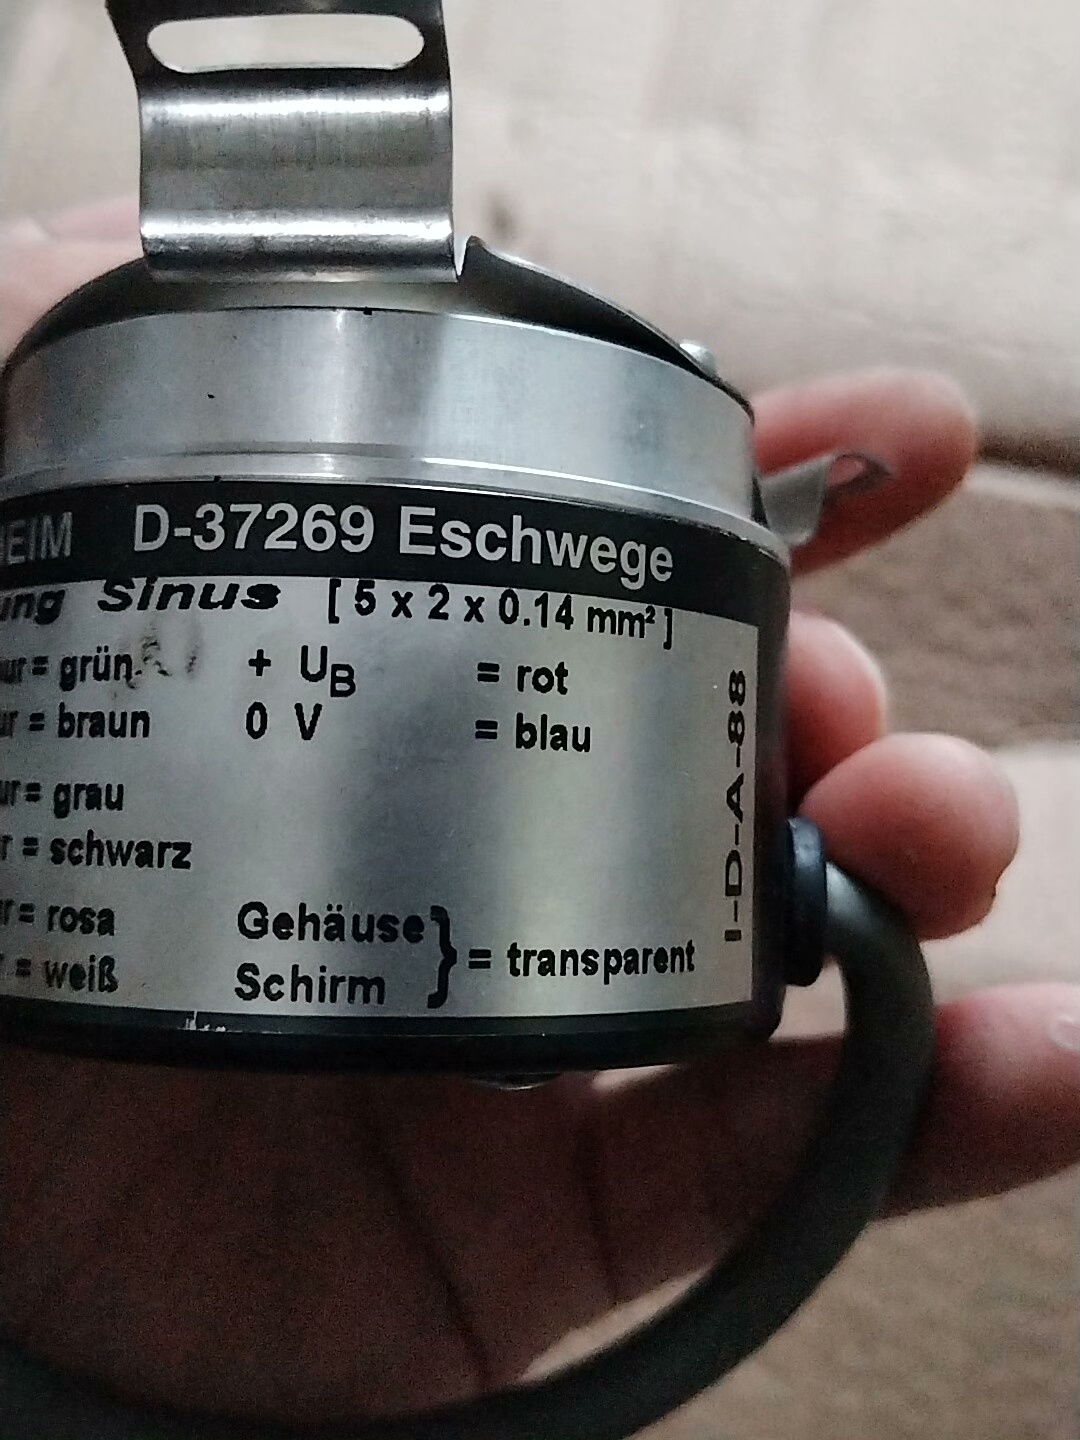 D-37269 Eschwege
Sinus [ 5 x 2 x 0.14 mm² ]
= grün + UB = rot
= braun 0 V = blau
= grau
= schwarz
= rosa Gehäuse
= weiß Schirm } = transparent
I-D-A-88